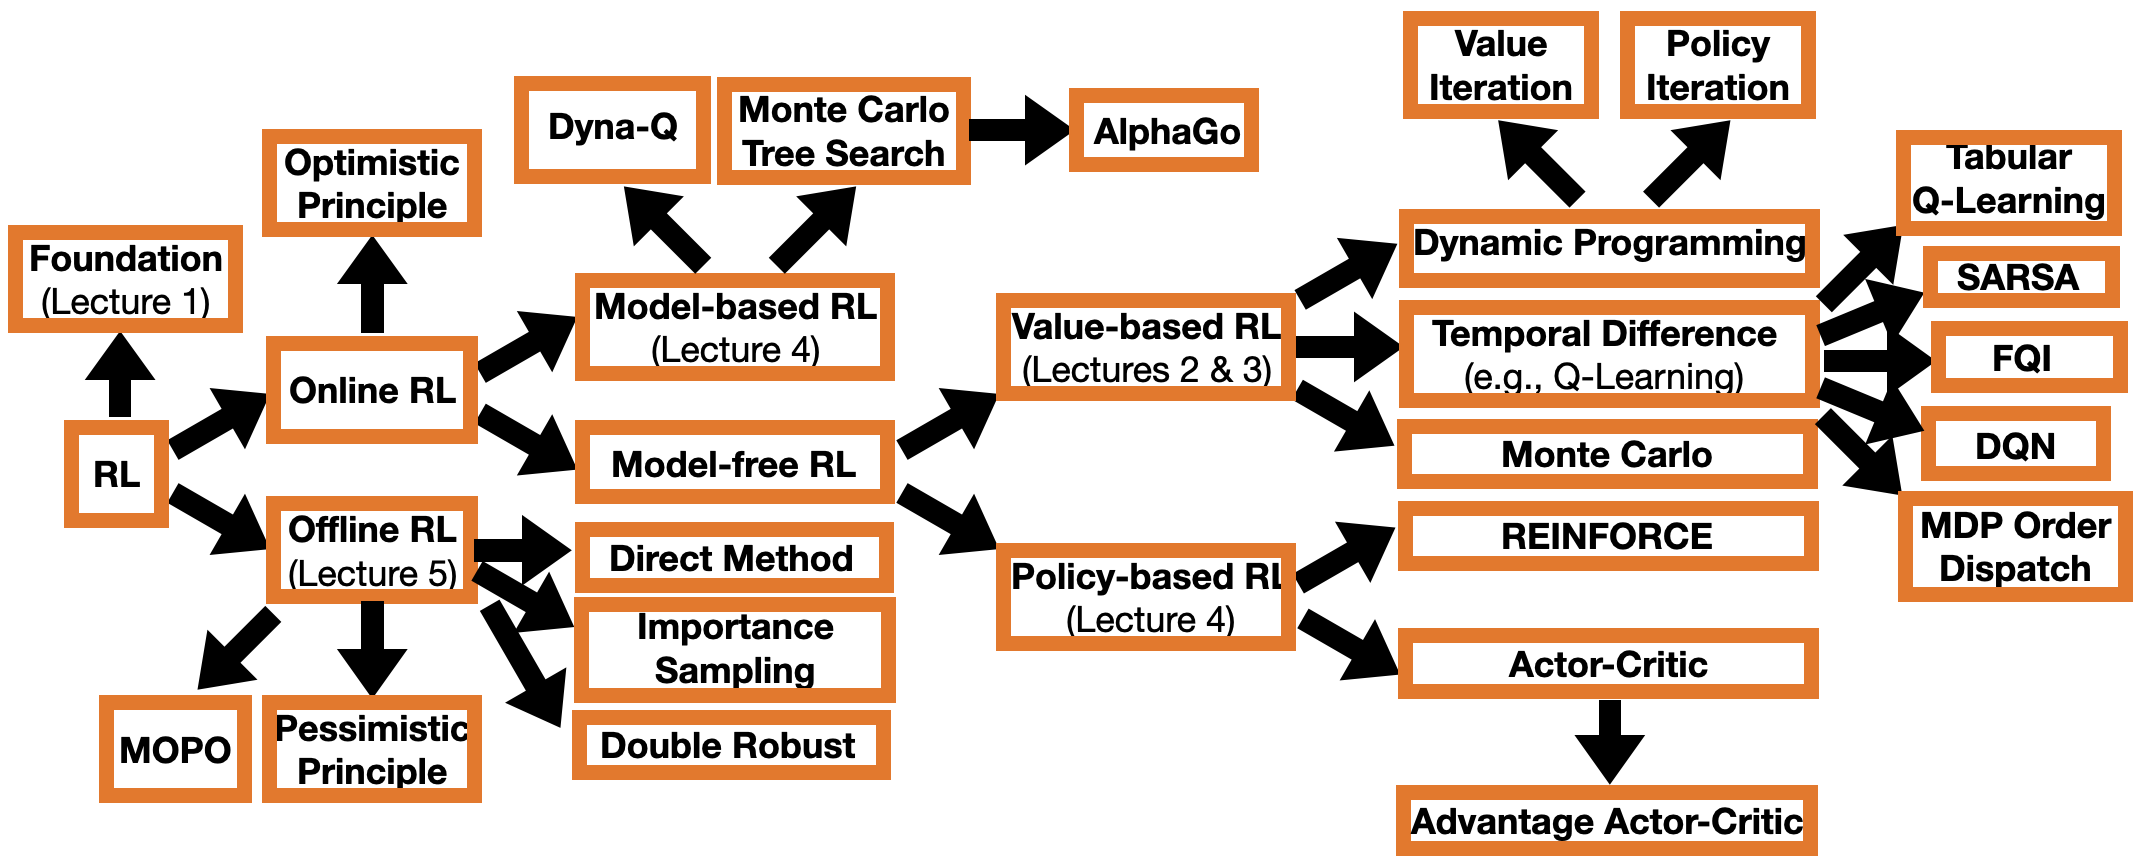 Foundation
(Lecture 1)
RL
Optimistic
Principle
Online RL
Offline RL
(Lecture 5)
MOPO
Pessimistic
Principle
Dyna-Q
Monte Carlo
Tree Search
AlphaGo
Model-based RL
(Lecture 4)
Model-free RL
Direct Method
Importance
Sampling
Double Robust
Value-based RL
(Lectures 2 & 3)
Policy-based RL
(Lecture 4)
Value
Iteration
Policy
Iteration
Dynamic Programming
Temporal Difference
(e.g., Q-Learning)
Monte Carlo
REINFORCE
Actor-Critic
Advantage Actor-Critic
Tabular
Q-Learning
SARSA
FQI
DQN
MDP Order
Dispatch